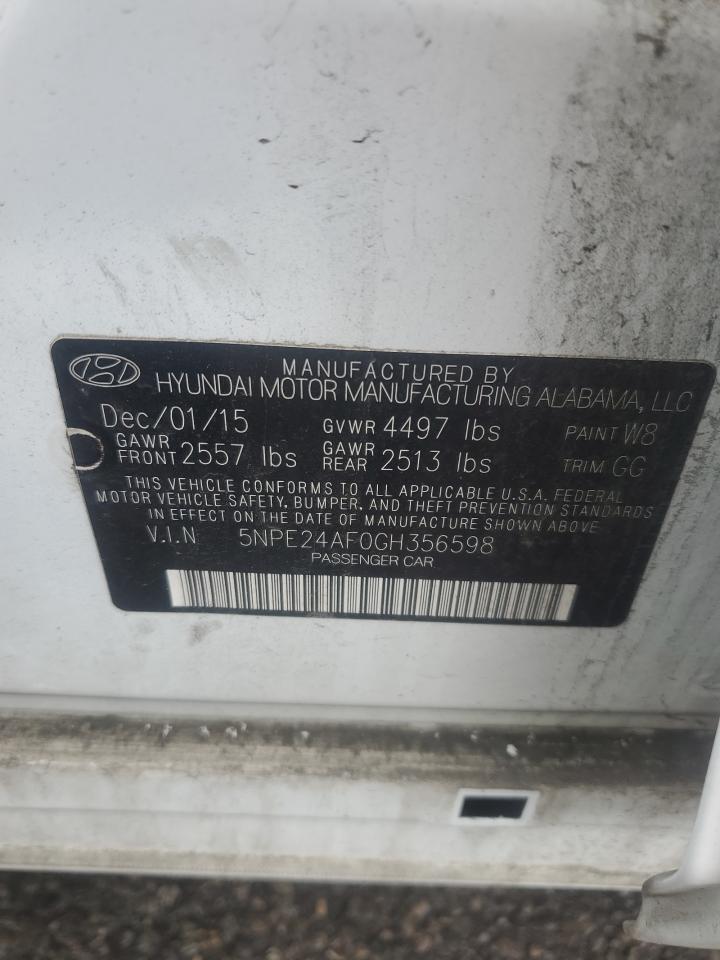 MANUFACTURED BY
HYUNDAI MOTOR MANUFACTURING ALABAMA, LLC
Dec/01/15 GVWR 4497 lbs PAINT W8
GAWR FRONT 2557 lbs GAWR REAR 2513 lbs TRIM GG
THIS VEHICLE CONFORMS TO ALL APPLICABLE U.S.A. FEDERAL
MOTOR VEHICLE SAFETY, BUMPER, AND THEFT PREVENTION STANDARDS
IN EFFECT ON THE DATE OF MANUFACTURE SHOWN ABOVE
V.I.N 5NPE24AF0GH356598
PASSENGER CAR